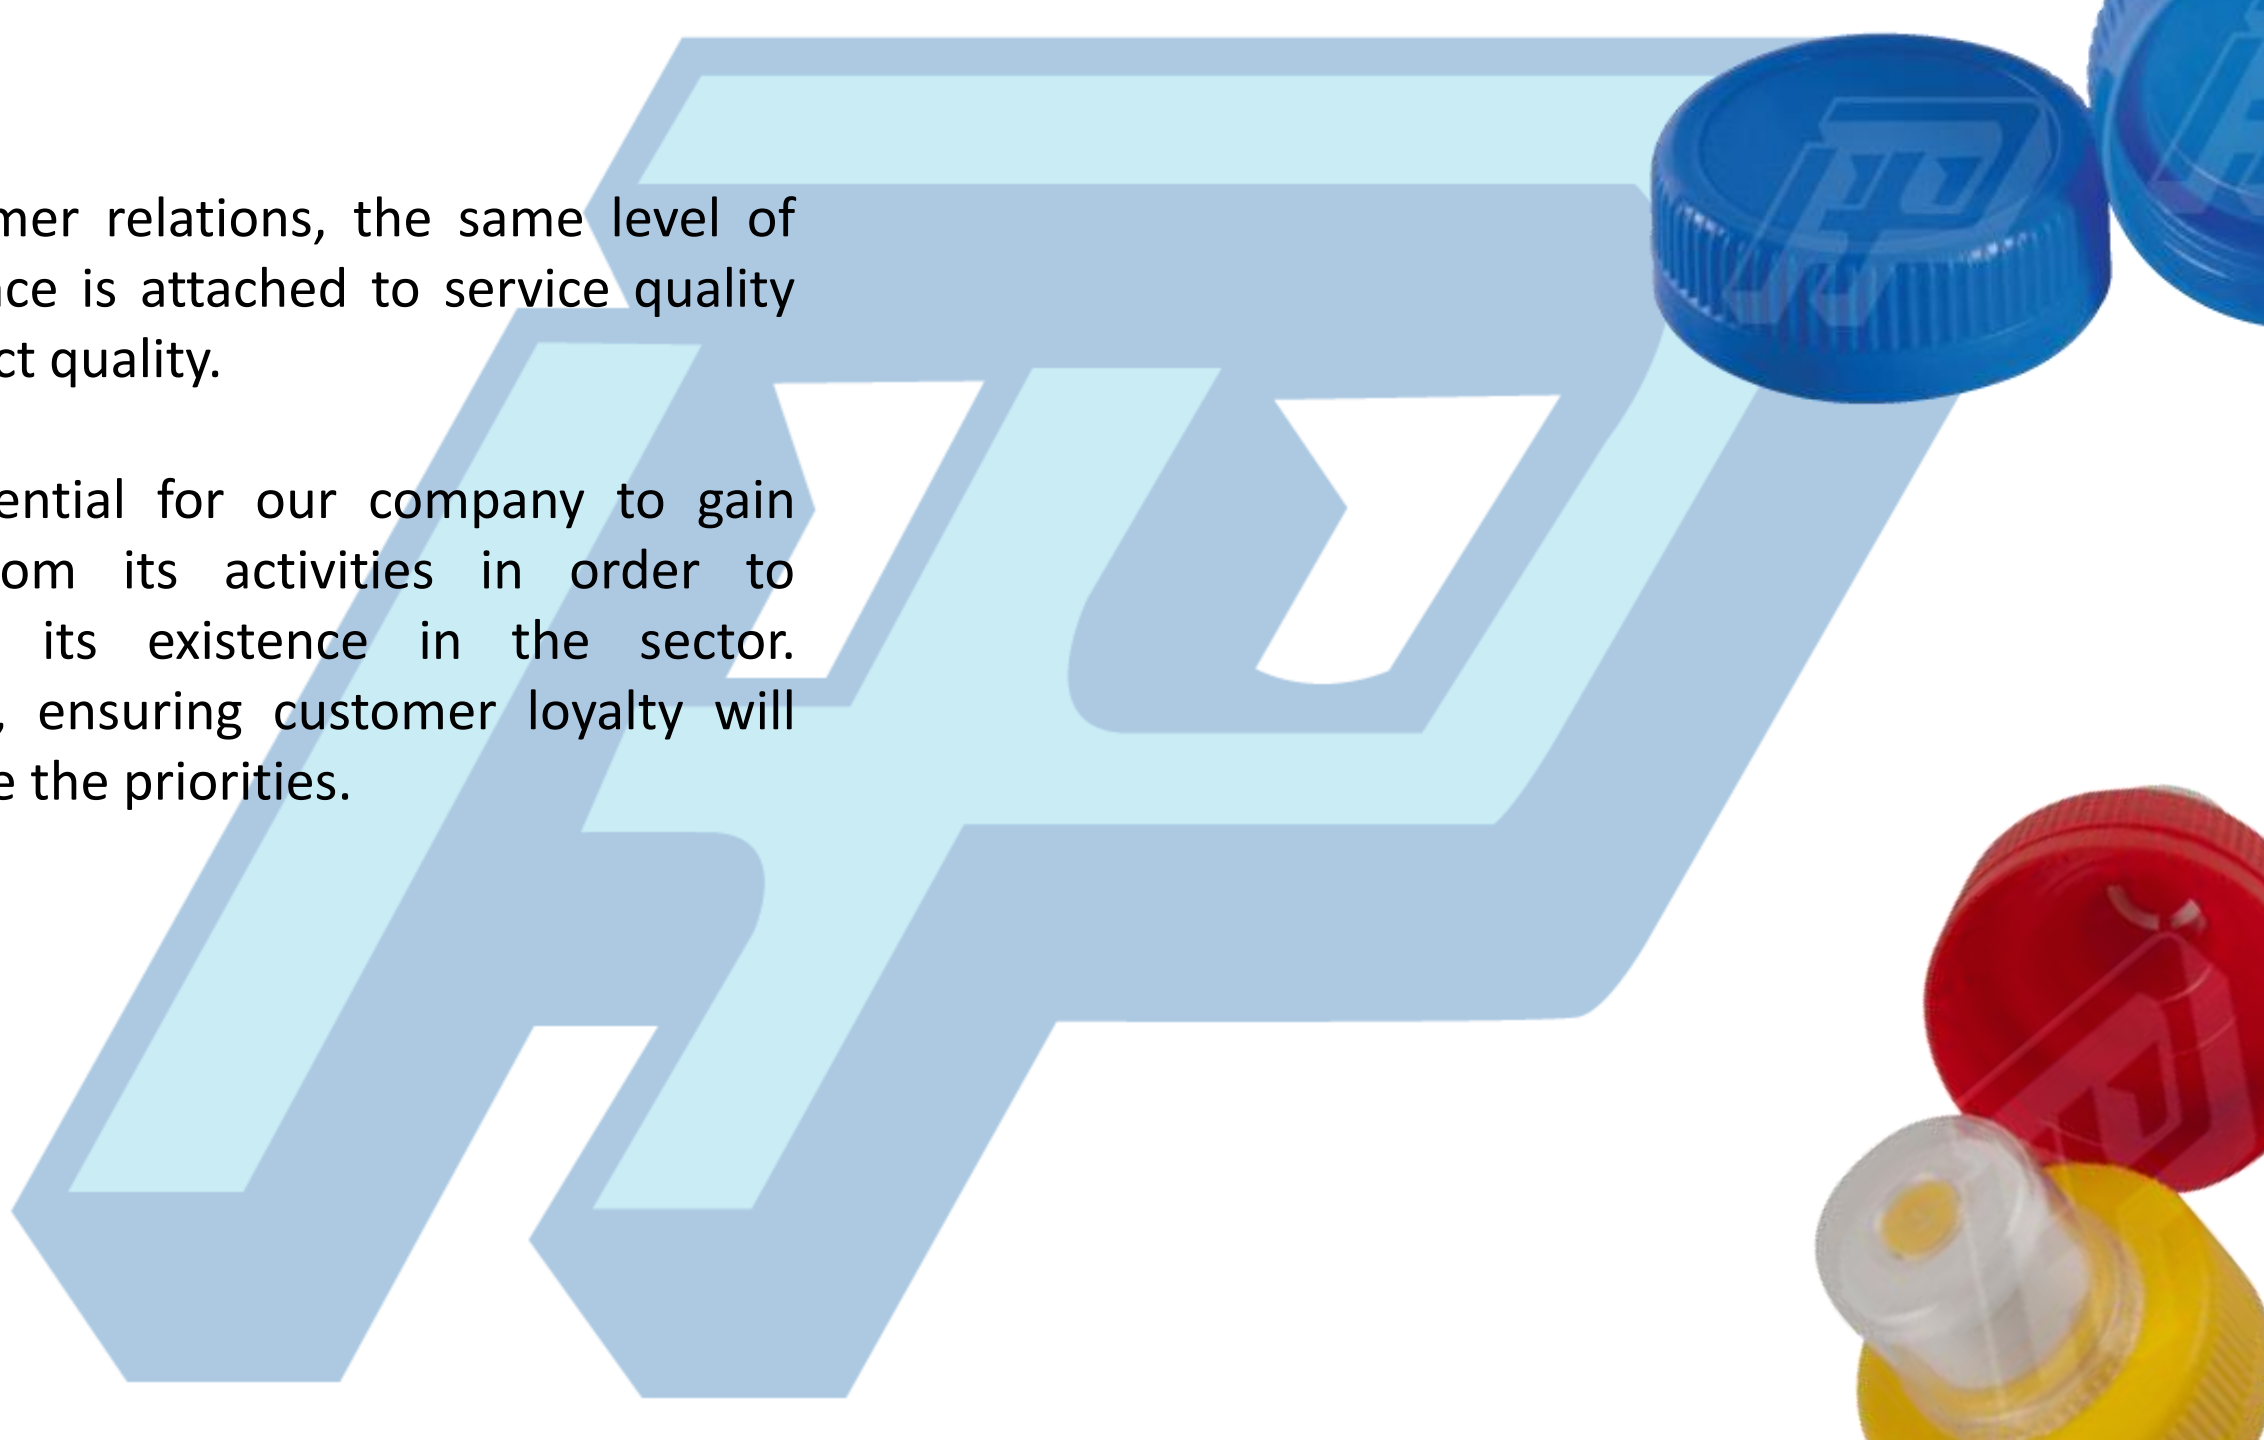 mer relations, the same level of
ce is attached to service quality
ct quality.
ential for our company to gain
om its activities in order to
its existence in the sector.
, ensuring customer loyalty will
e the priorities.